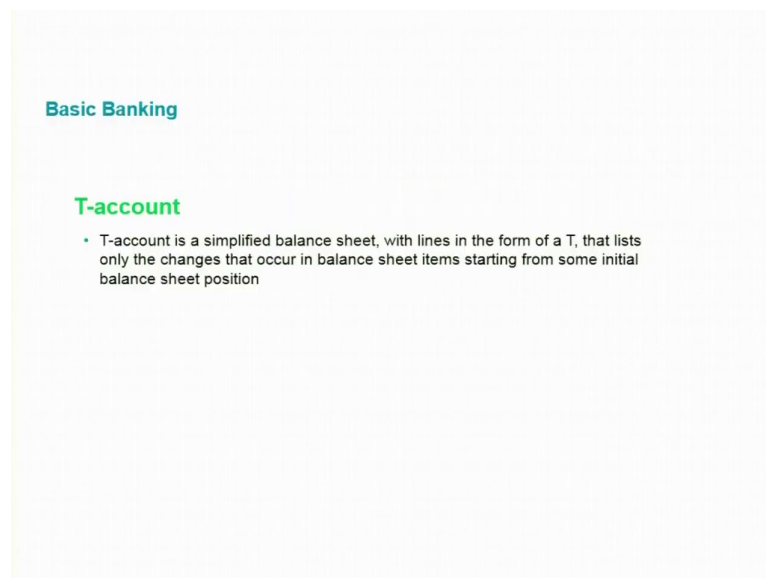 Basic Banking
T-account
• T-account is a simplified balance sheet, with lines in the form of a T, that lists
only the changes that occur in balance sheet items starting from some initial
balance sheet position